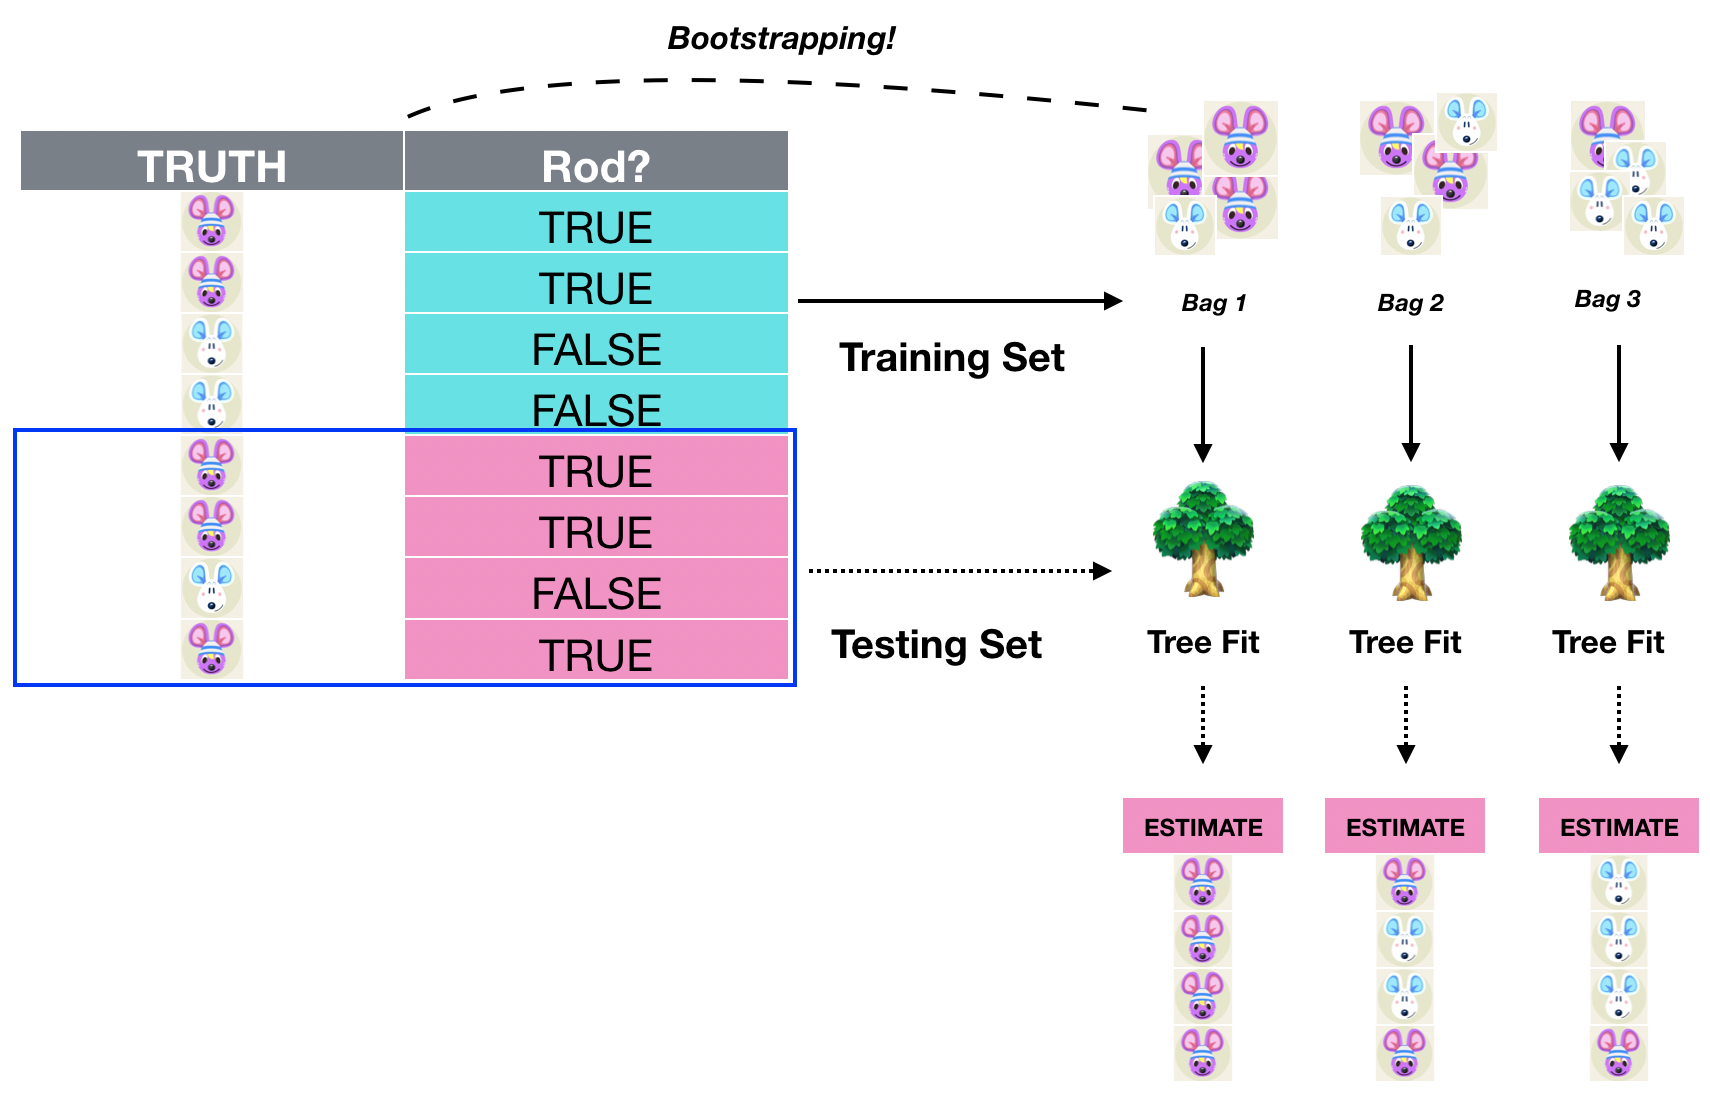 Bootstrapping!
TRUTH Rod?
TRUE
TRUE
FALSE
FALSE
TRUE
TRUE
FALSE
TRUE
Training Set
Testing Set
Bag 1 Bag 2 Bag 3
Tree Fit Tree Fit Tree Fit
ESTIMATE ESTIMATE ESTIMATE